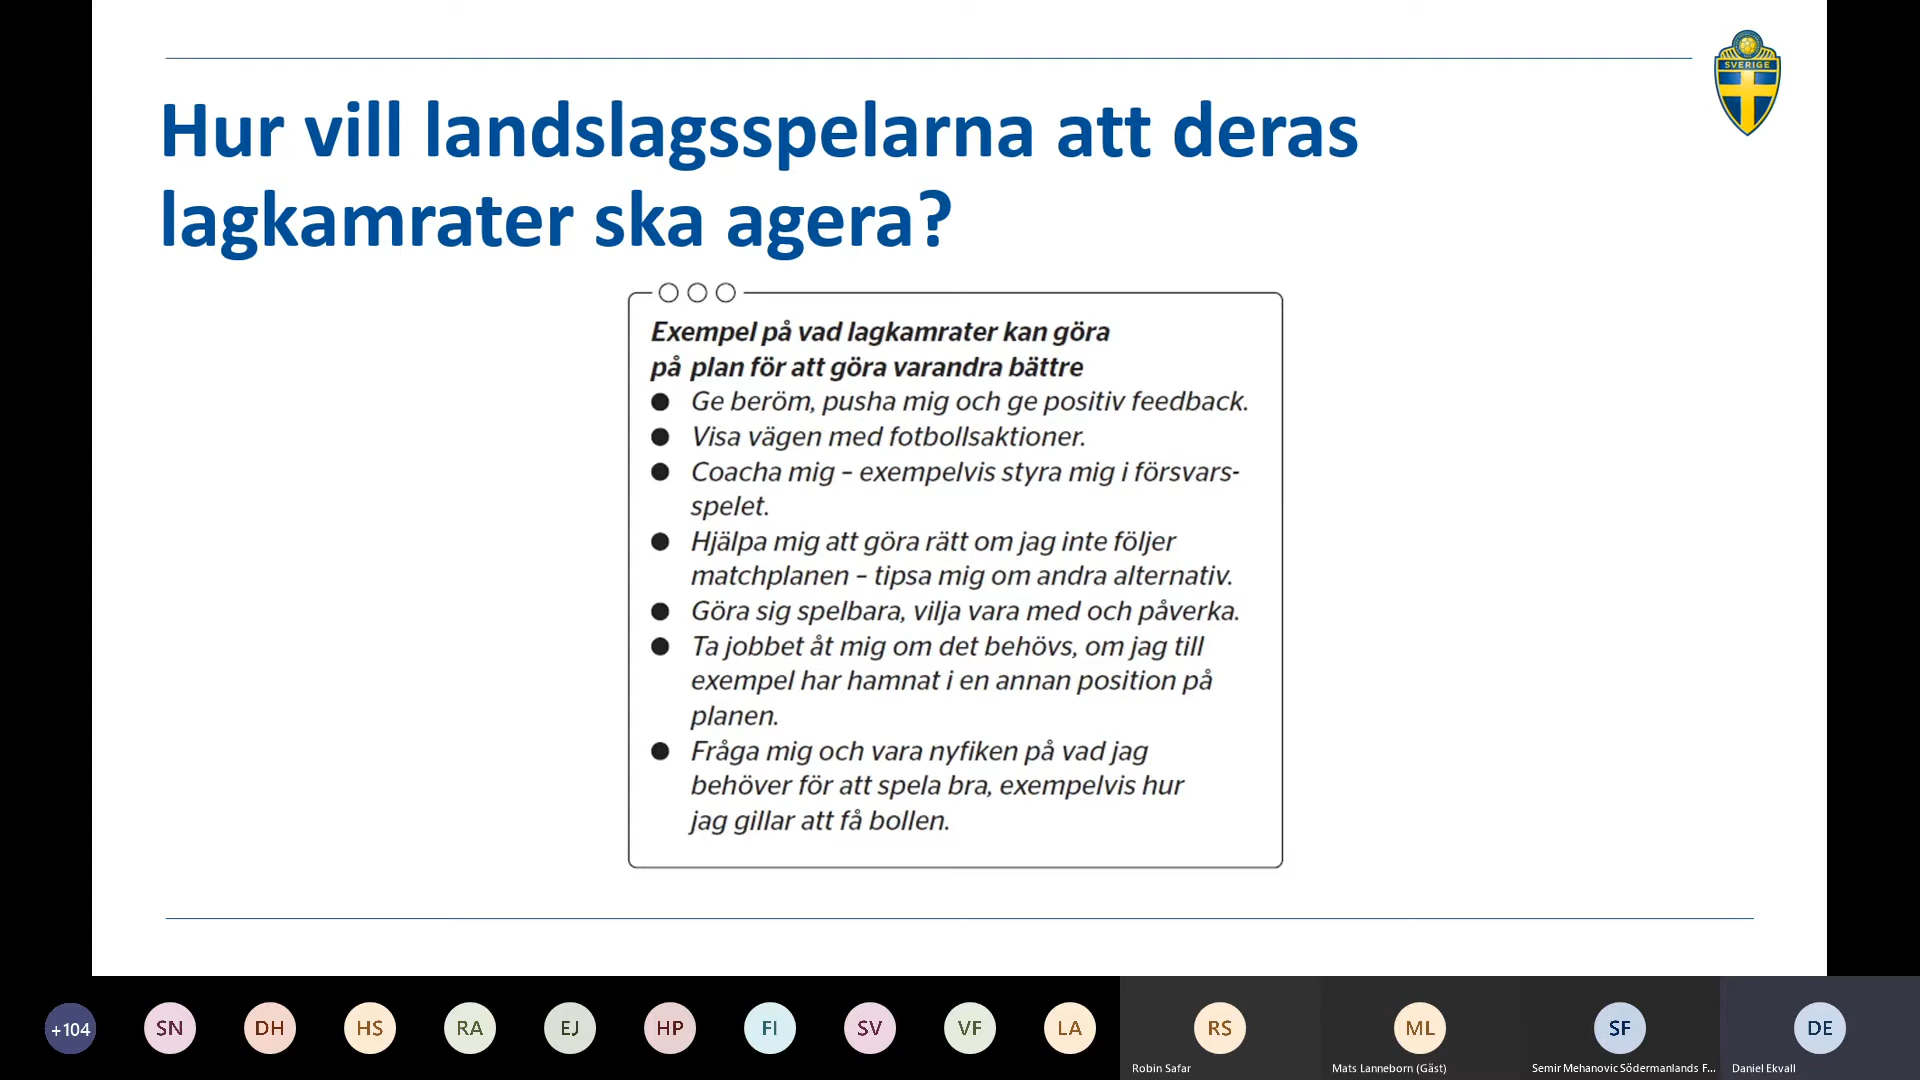 SVERIGE
Hur vill landslagsspelarna att deras
lagkamrater ska agera?
Exempel på vad lagkamrater kan göra
på plan för att göra varandra bättre
● Ge beröm, pusha mig och ge positiv feedback.
● Visa vägen med fotbollsaktioner.
● Coacha mig – exempelvis styra mig i försvars-
spelet.
● Hjälpa mig att göra rätt om jag inte följer
matchplanen – tipsa mig om andra alternativ.
● Göra sig spelbara, vilja vara med och påverka.
● Ta jobbet åt mig om det behövs, om jag till
exempel har hamnat i en annan position på
planen.
● Fråga mig och vara nyfiken på vad jag
behöver för att spela bra, exempelvis hur
jag gillar att få bollen.
+104 SN DH HS RA EJ HP FI SV VF LA RS ML SF DE
Robin Safar Mats Lanneborn (Gäst) Semir Mehanovic Södermanlands F... Daniel Ekvall